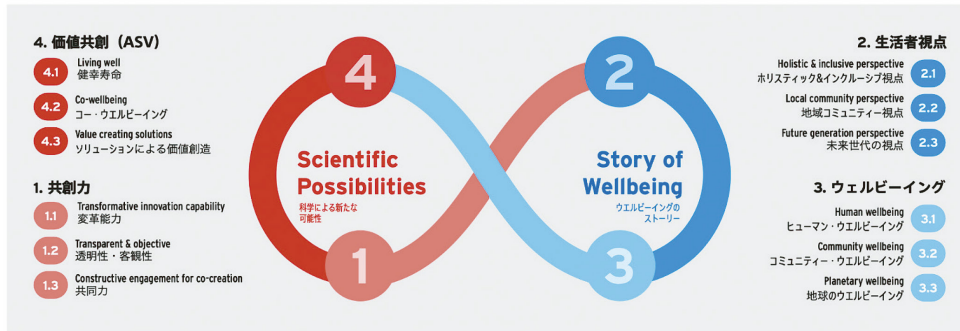 4. 価値共創（ASV）
4.1
Living well
健幸寿命
4.2
Co-wellbeing
コー・ウエルビーイング
4.3
Value creating solutions
ソリューションによる価値創造
1. 共創力
1.1
Transformative innovation capability
変革能力
1.2
Transparent & objective
透明性・客観性
1.3
Constructive engagement for co-creation
共同力
4
2
Scientific
Possibilities
科学による新たな
可能性
Story of
Wellbeing
ウエルビーイングの
ストーリー
1
3
2. 生活者視点
Holistic & inclusive perspective
ホリスティック&インクルーシブ視点
2.1
Local community perspective
地域コミュニティー視点
2.2
Future generation perspective
未来世代の視点
2.3
3. ウェルビーイング
Human wellbeing
ヒューマン・ウエルビーイング
3.1
Community wellbeing
コミュニティー・ウエルビーイング
3.2
Planetary wellbeing
地球のウエルビーイング
3.3